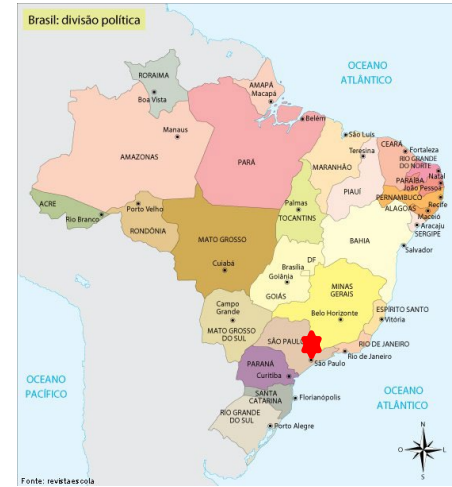 Brasil: divisão política
OCEANO
ATLÂNTICO
RORAIMA
Boa Vista
AMAPÁ
Macapá
Belém
Manaus
AMAZONAS
PARÁ
São Luís
MARANHÃO
Teresina
CEARÁ
Fortaleza
RIO GRANDE
DO NORTE
Natal
PARAÍBA
João Pessoa
PIAUÍ
PERNAMBUCO
Recife
ALAGOAS
Maceió
Aracaju
SERGIPE
ACRE
Rio Branco
Porto Velho
RONDÔNIA
Palmas
TOCANTINS
MATO GROSSO
Cuiabá
BAHIA
Salvador
DF
Brasília
Goiânia
GOIÁS
MINAS
GERAIS
Belo Horizonte
ESPÍRITO SANTO
Vitória
Campo
Grande
MATO GROSSO
DO SUL
SÃO PAULO
São Paulo
RIO DE JANEIRO
Rio de Janeiro
PARANÁ
Curitiba
SANTA
CATARINA
Florianópolis
RIO GRANDE
DO SUL
Porto Alegre
OCEANO
PACÍFICO
OCEANO
ATLÂNTICO
N
O
L
S
Fonte: revistaescola